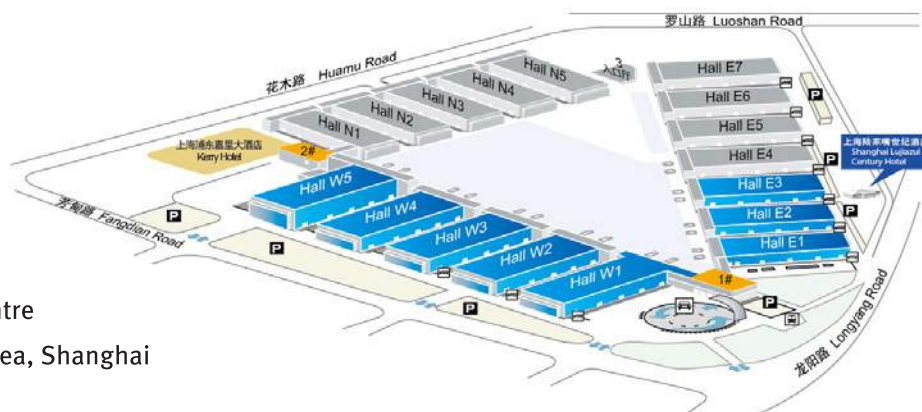 罗山路 Luoshan Road
花木路 Huamu Road
3
入口厅
Hall N5
Hall N4
Hall N3
Hall N2
Hall N1
Hall E7
Hall E6
Hall E5
Hall E4
Hall E3
Hall E2
Hall E1
P
P
P
上海陆家嘴世纪酒店
Shanghai Lujiazui
Century Hotel
上海浦东嘉里大酒店
Kerry Hotel
2#
Hall W5
Hall W4
Hall W3
Hall W2
Hall W1
1#
芳甸路 Fangdian Road
P
P
P
P
龙阳路 Longyang Road
ntre
ea, Shanghai